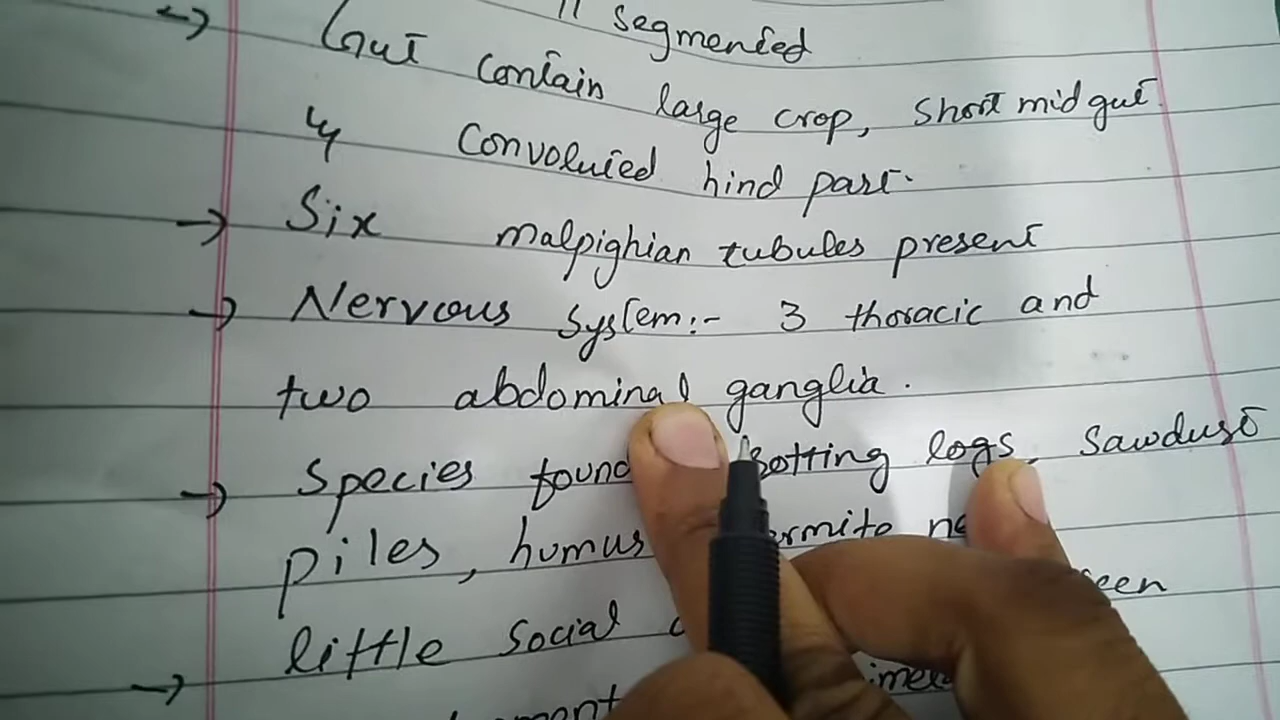 11 segmented
→ Gut contain large crop, short midgut
↳ Convoluted hind part.
→ Six malpighian tubules present
→ Nervous system:- 3 thoracic and
two abdominal ganglia.
→ Species found rotting logs, sawdust
piles, humus
little social
→